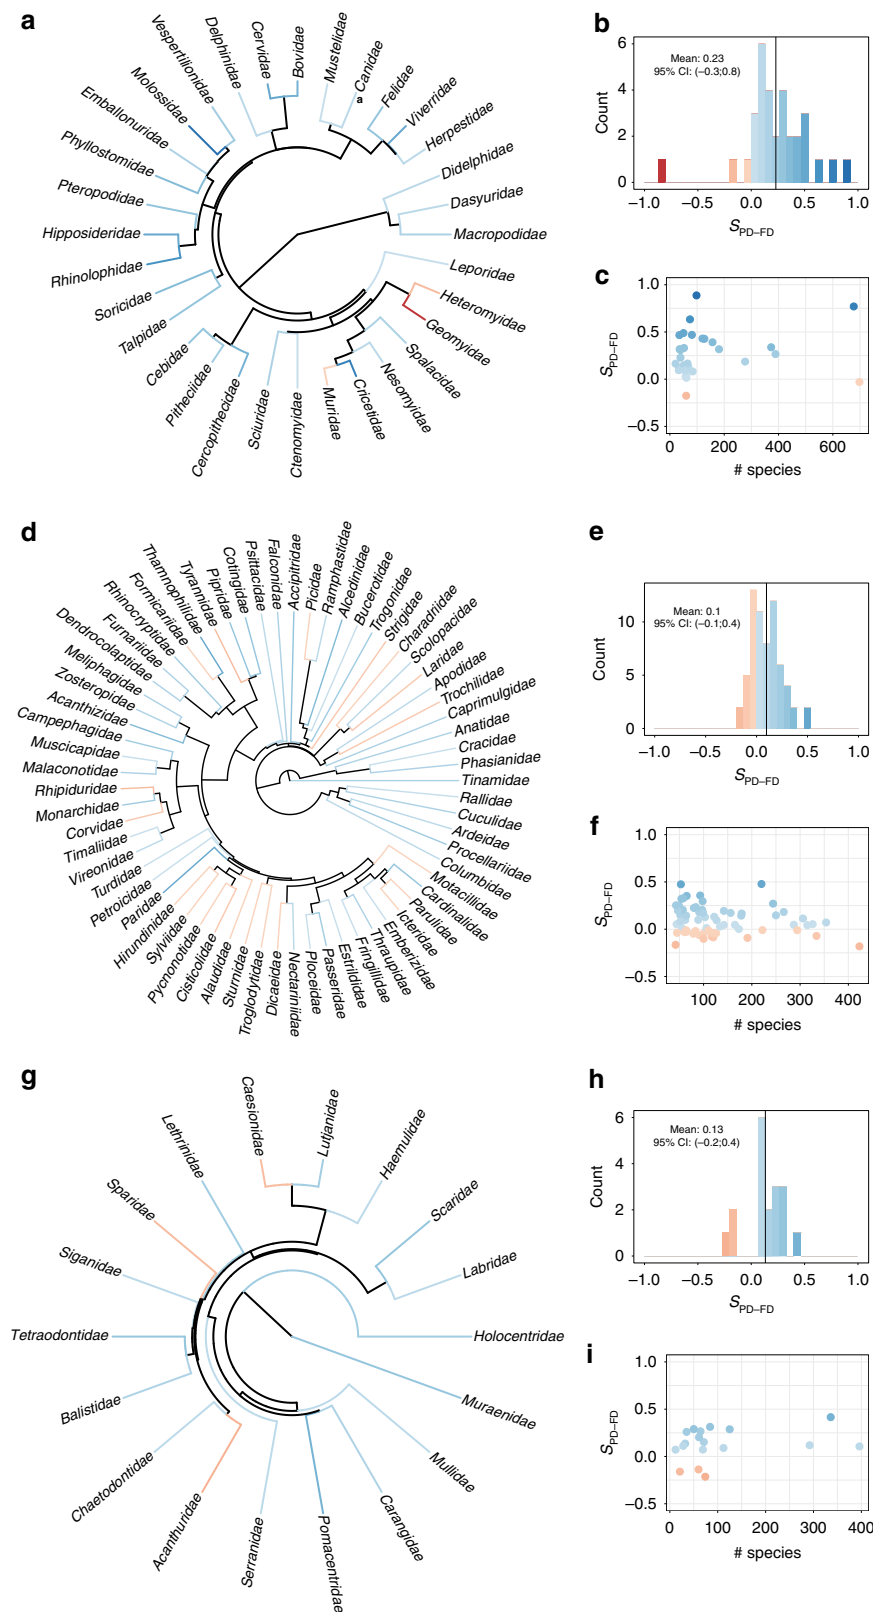 a
Vespertilionidae
Delphinidae
Cervidae
Bovidae
Mustelidae
Canidae
a
Felidae
Viverridae
Herpestidae
Didelphidae
Dasyuridae
Macropodidae
Leporidae
Heteromyidae
Geomyidae
Spalacidae
Nesomyidae
Cricetidae
Muridae
Ctenomyidae
Sciuridae
Cercopithecidae
Pitheciidae
Cebidae
Talpidae
Soricidae
Rhinolophidae
Hipposideridae
Pteropodidae
Phyllostomidae
Emballonuridae
Molossidae
b
Mean: 0.23
95% CI: (−0.3;0.8)
Count
6
4
2
0
−1.0 −0.5 0.0 0.5 1.0
SPD–FD
c
SPD–FD
1.0
0.5
0.0
−0.5
0 200 400 600
# species
d
Thamnophilidae
Tyrannidae
Pipridae
Cotingidae
Psittacidae
Falconidae
Accipitridae
Picidae
Ramphastidae
Alcedinidae
Bucerotidae
Trogonidae
Strigidae
Charadriidae
Scolopacidae
Laridae
Apodidae
Trochilidae
Caprimulgidae
Anatidae
Cracidae
Phasianidae
Tinamidae
Rallidae
Cuculidae
Ardeidae
Procellariidae
Columbidae
Motacillidae
Cardinalidae
Parulidae
Icteridae
Emberizidae
Thraupidae
Fringillidae
Estrildidae
Passeridae
Ploceidae
Nectariniidae
Dicaeidae
Troglodytidae
Sturnidae
Alaudidae
Cisticolidae
Pycnonotidae
Sylviidae
Hirundinidae
Paridae
Petroicidae
Turdidae
Vireonidae
Timaliidae
Corvidae
Monarchidae
Rhipiduridae
Malaconotidae
Muscicapidae
Campephagidae
Acanthizidae
Zosteropidae
Meliphagidae
Dendrocolaptidae
Furnariidae
Rhinocryptidae
Formicariidae
e
Mean: 0.1
95% CI: (−0.1;0.4)
Count
10
5
0
−1.0 −0.5 0.0 0.5 1.0
SPD–FD
f
SPD–FD
1.0
0.5
0.0
−0.5
100 200 300 400
# species
g
Caesionidae
Lutjanidae
Haemulidae
Scaridae
Labridae
Holocentridae
Muraenidae
Mullidae
Carangidae
Pomacentridae
Serranidae
Acanthuridae
Chaetodontidae
Balistidae
Tetraodontidae
Siganidae
Sparidae
Lethrinidae
h
Mean: 0.13
95% CI: (−0.2;0.4)
Count
6
4
2
0
−1.0 −0.5 0.0 0.5 1.0
SPD–FD
i
SPD–FD
1.0
0.5
0.0
−0.5
0 100 200 300 400
# species